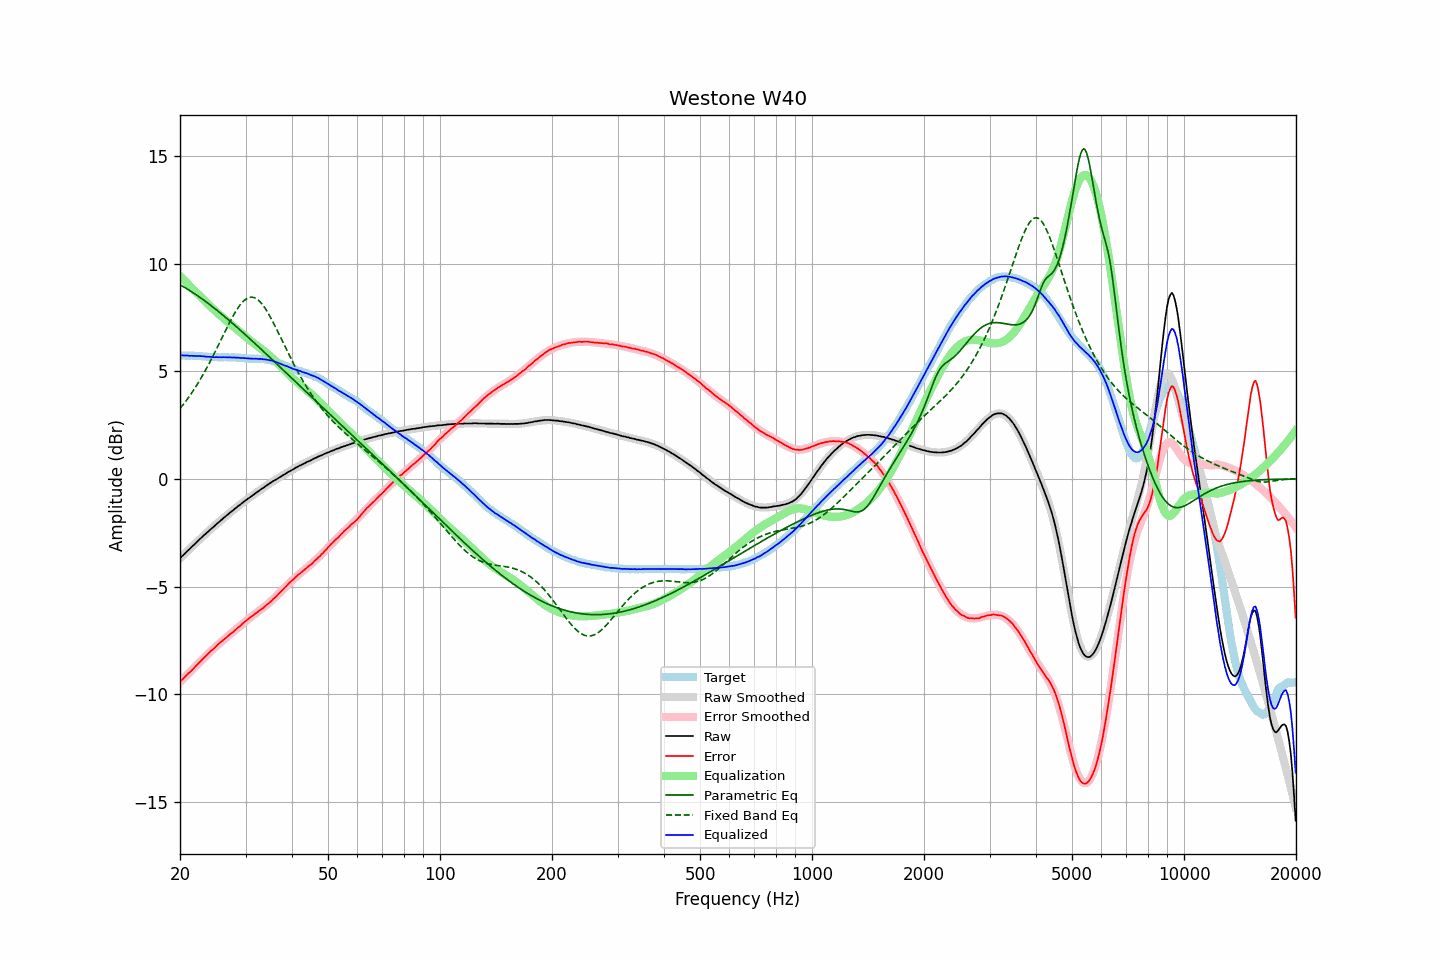 Westone W40
Amplitude (dBr)
15
10
5
0
−5
−10
−15
Target
Raw Smoothed
Error Smoothed
Raw
Error
Equalization
Parametric Eq
Fixed Band Eq
Equalized
20 50 100 200 500 1000 2000 5000 10000 20000
Frequency (Hz)